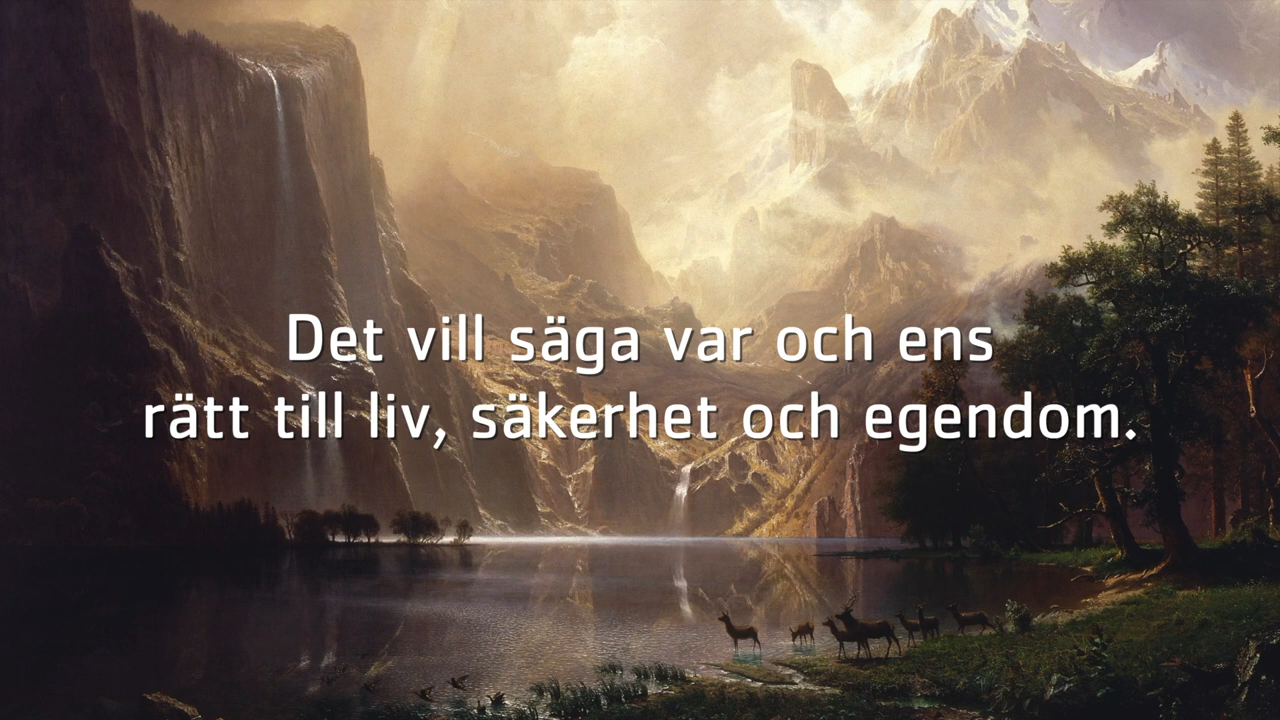 Det vill säga var och ens
rätt till liv, säkerhet och egendom.